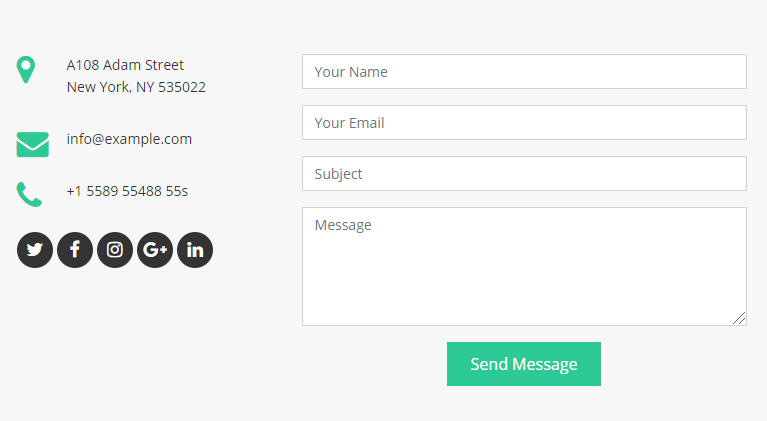 A108 Adam Street
New York, NY 535022
info@example.com
+1 5589 55488 55s
Your Name
Your Email
Subject
Message
Send Message